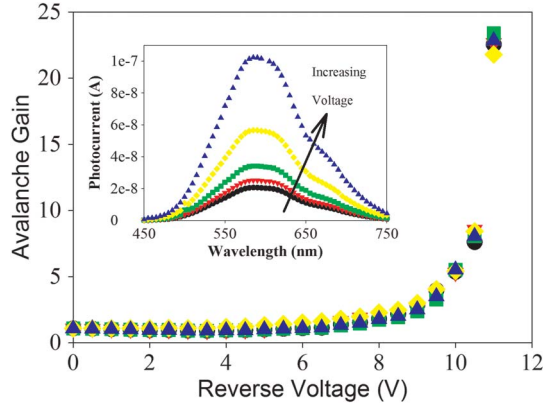 25
20
15
10
5
0
Avalanche Gain
0
2
4
6
8
10
12
Reverse Voltage (V)
1e-7
8e-8
6e-8
4e-8
2e-8
0
Photocurrent (A)
450
550
650
750
Wavelength (nm)
Increasing
Voltage